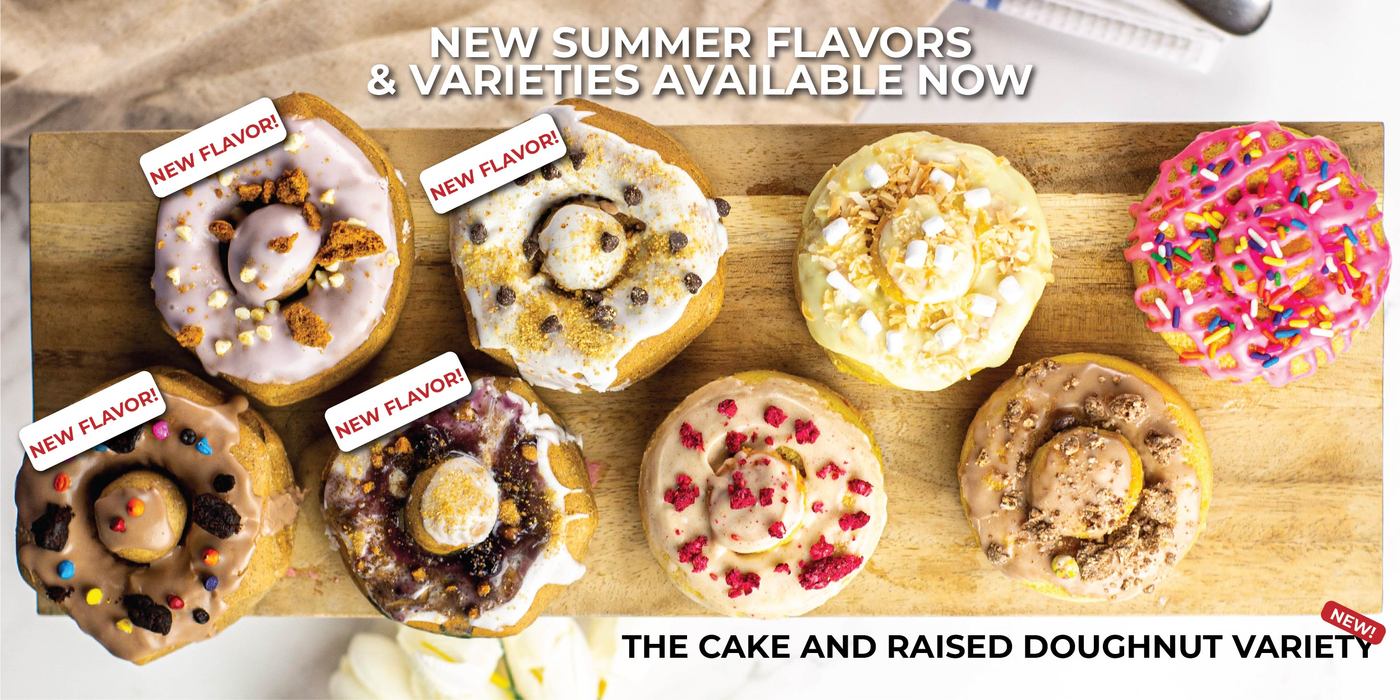 NEW SUMMER FLAVORS
& VARIETIES AVAILABLE NOW
NEW FLAVOR!
NEW FLAVOR!
NEW FLAVOR!
NEW FLAVOR!
NEW!
THE CAKE AND RAISED DOUGHNUT VARIETY